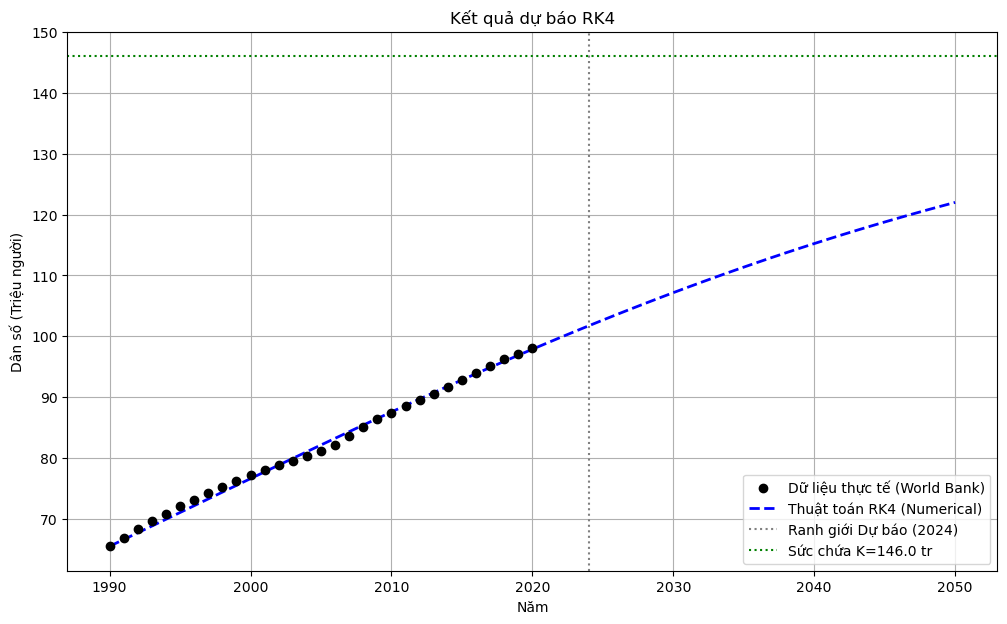 Kết quả dự báo RK4
150
140
130
120
110
100
90
80
70
Dân số (Triệu người)
1990
2000
2010
2020
2030
2040
2050
Năm
Dữ liệu thực tế (World Bank)
Thuật toán RK4 (Numerical)
Ranh giới Dự báo (2024)
Sức chứa K=146.0 tr